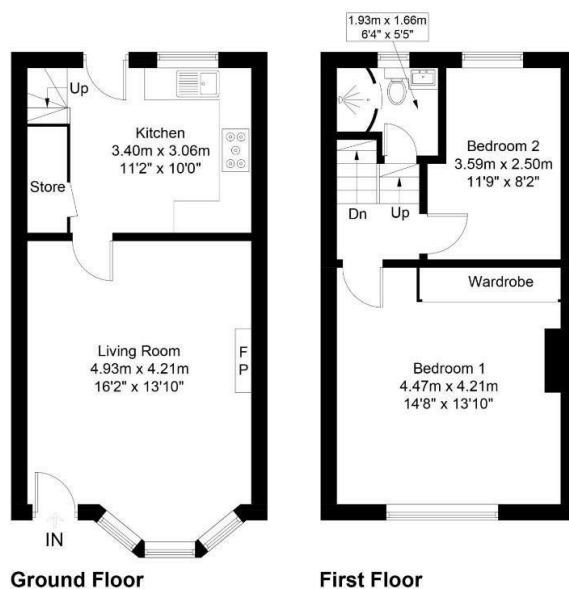 Up
Kitchen
3.40m x 3.06m
11'2" x 10'0"
Store
Living Room
4.93m x 4.21m
16'2" x 13'10"
F
P
IN
Ground Floor
1.93m x 1.66m
6'4" x 5'5"
Bedroom 2
3.59m x 2.50m
11'9" x 8'2"
Dn
Up
Wardrobe
Bedroom 1
4.47m x 4.21m
14'8" x 13'10"
First Floor